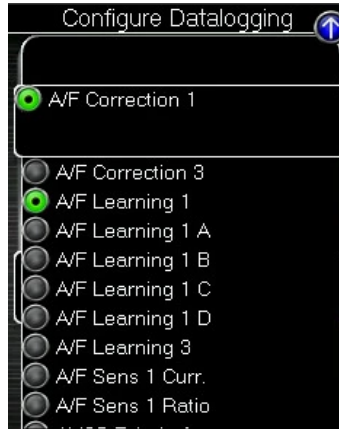 Configure Datalogging
A/F Correction 1
A/F Correction 3
A/F Learning 1
A/F Learning 1 A
A/F Learning 1 B
A/F Learning 1 C
A/F Learning 1 D
A/F Learning 3
A/F Sens 1 Curr.
A/F Sens 1 Ratio